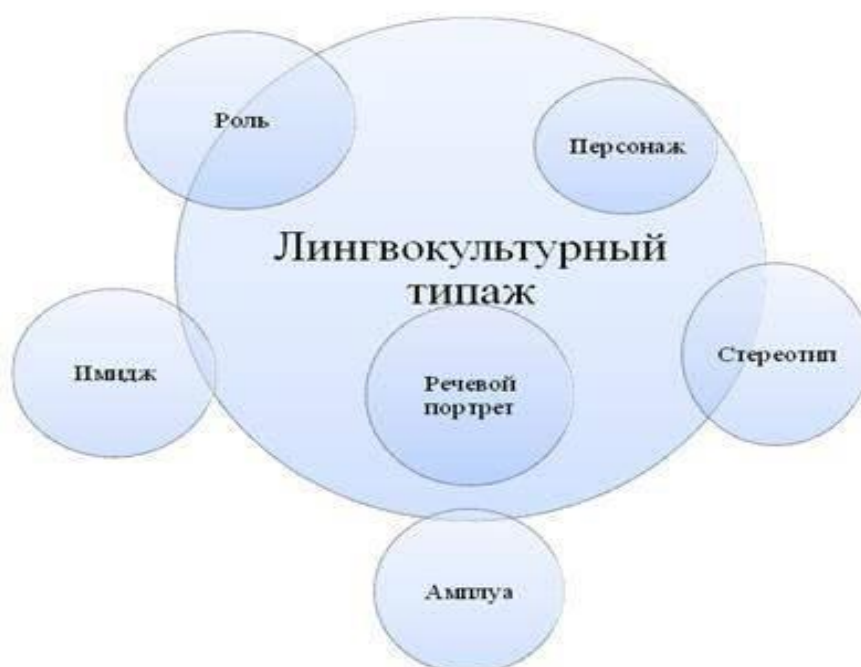 Роль
Персонаж
Лингвокультурный
типаж
Имидж
Речевой
портрет
Стереотип
Амплуа